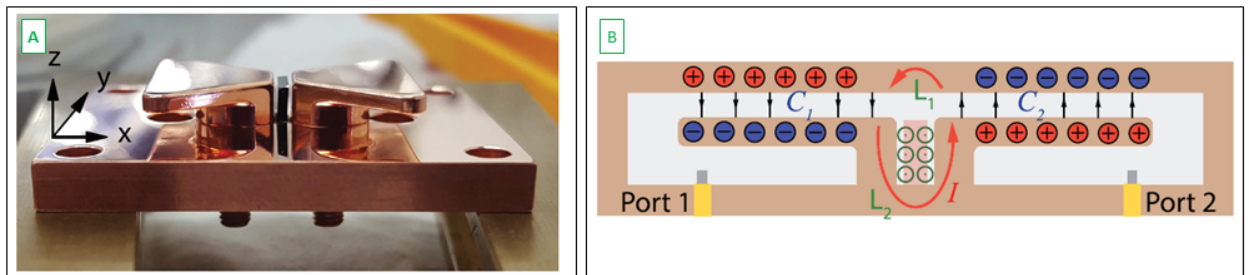 A
z
y
x
B
C₁
L₁
C₂
L₂
I
Port 1
Port 2